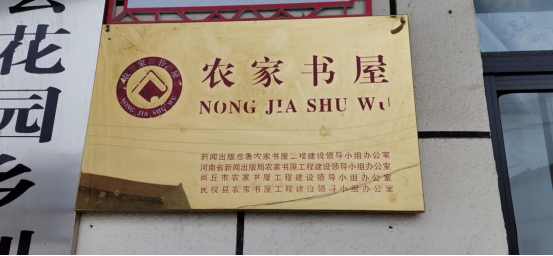 花园乡
农家书屋
NONG JIA SHU WU
农家书屋
NONG JIA SHU WU
新闻出版总署农家书屋工程建设领导小组办公室
河南省新闻出版局农家书屋工程建设领导小组办公室
商丘市农家书屋工程建设领导小组办公室
民权县农家书屋工程建设领导小组办公室